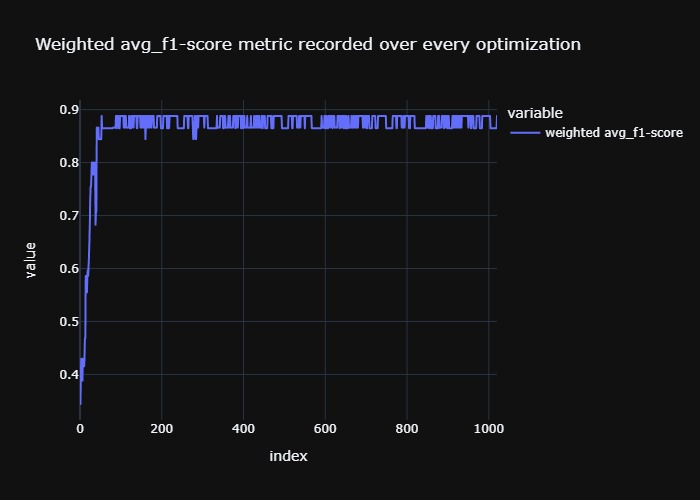 Weighted avg_f1-score metric recorded over every optimization
variable
weighted avg_f1-score
0.9
0.8
0.7
0.6
0.5
0.4
value
0 200 400 600 800 1000
index